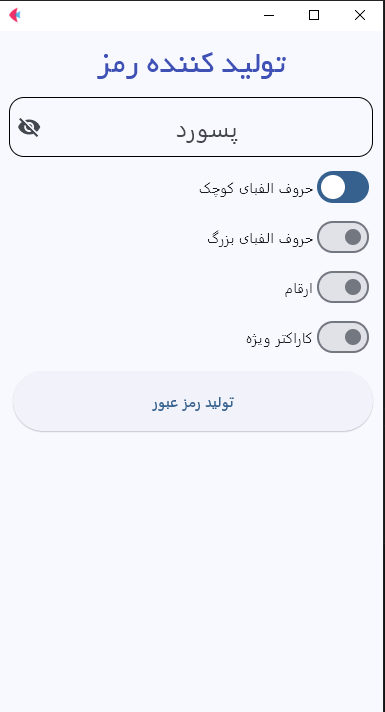 تولید کننده رمز
پسورد
حروف الفبای کوچک
حروف الفبای بزرگ
ارقام
کاراکتر ویژه
تولید رمز عبور